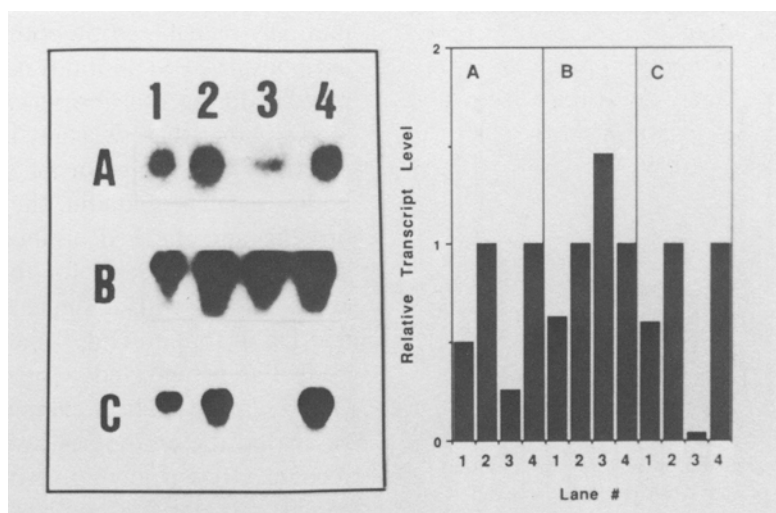 1 2 3 4
A
B
C
2
A B C
Relative Transcript Level
1
0
1 2 3 4 1 2 3 4 1 2 3 4
Lane #